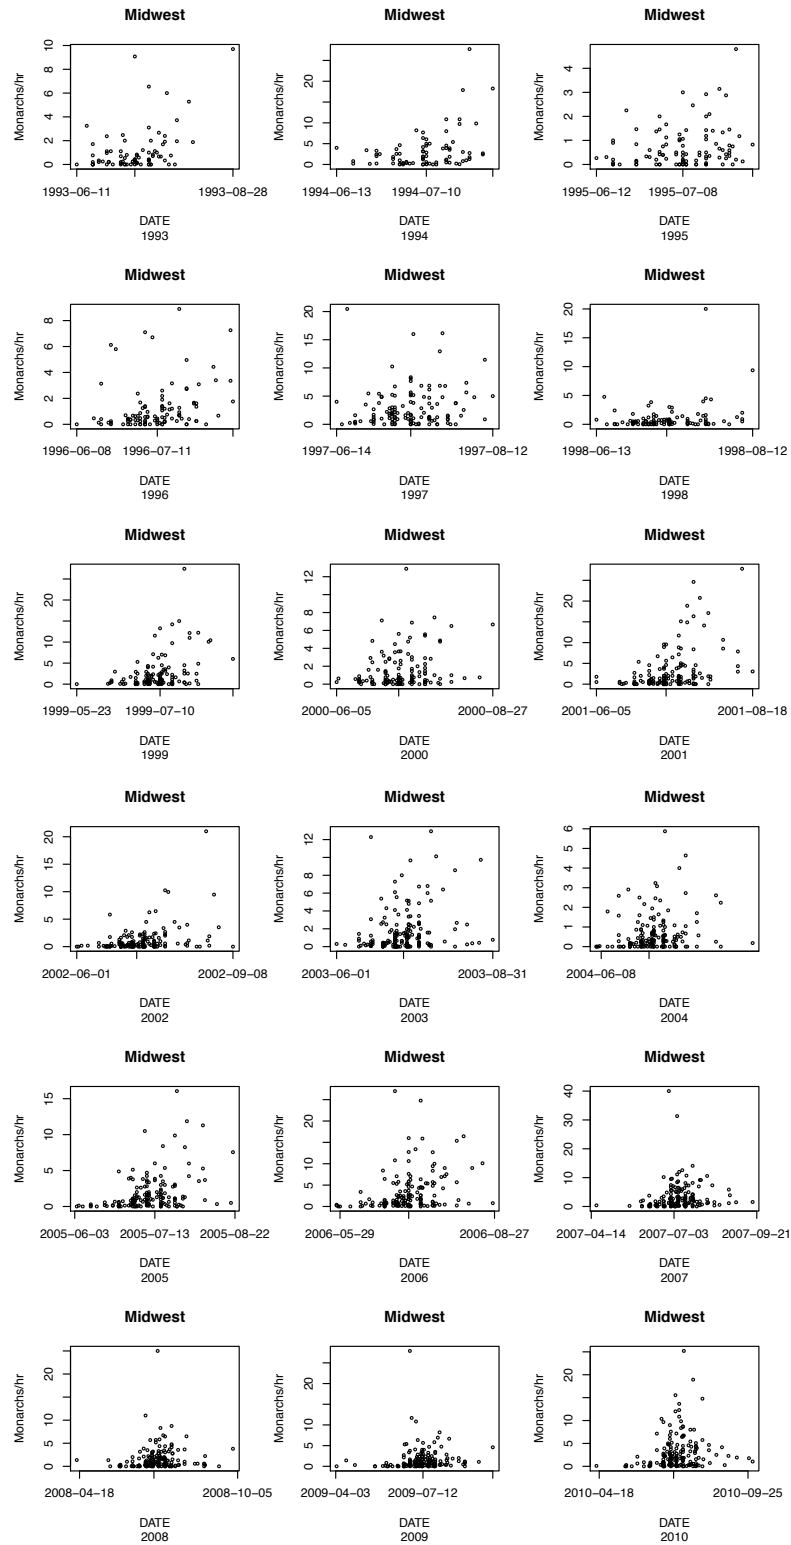 Midwest
Monarchs/hr
0 2 4 6 8 10
1993−06−11 1993−08−28
DATE
1993
Midwest
Monarchs/hr
0 5 10 20
1994−06−13 1994−07−10
DATE
1994
Midwest
Monarchs/hr
0 1 2 3 4
1995−06−12 1995−07−08
DATE
1995
Midwest
Monarchs/hr
0 2 4 6 8
1996−06−08 1996−07−11
DATE
1996
Midwest
Monarchs/hr
0 5 10 15 20
1997−06−14 1997−08−12
DATE
1997
Midwest
Monarchs/hr
0 5 10 15 20
1998−06−13 1998−08−12
DATE
1998
Midwest
Monarchs/hr
0 5 10 20
1999−05−23 1999−07−10
DATE
1999
Midwest
Monarchs/hr
0 2 4 6 8 12
2000−06−05 2000−08−27
DATE
2000
Midwest
Monarchs/hr
0 5 10 20
2001−06−05 2001−08−18
DATE
2001
Midwest
Monarchs/hr
0 5 10 15 20
2002−06−01 2002−09−08
DATE
2002
Midwest
Monarchs/hr
0 2 4 6 8 12
2003−06−01 2003−08−31
DATE
2003
Midwest
Monarchs/hr
0 1 2 3 4 5 6
2004−06−08
DATE
2004
Midwest
Monarchs/hr
0 5 10 15
2005−06−03 2005−07−13 2005−08−22
DATE
2005
Midwest
Monarchs/hr
0 5 10 20
2006−05−29 2006−08−27
DATE
2006
Midwest
Monarchs/hr
0 10 20 30 40
2007−04−14 2007−07−03 2007−09−21
DATE
2007
Midwest
Monarchs/hr
0 5 10 20
2008−04−18 2008−10−05
DATE
2008
Midwest
Monarchs/hr
0 5 10 20
2009−04−03 2009−07−12
DATE
2009
Midwest
Monarchs/hr
0 5 10 20
2010−04−18 2010−09−25
DATE
2010